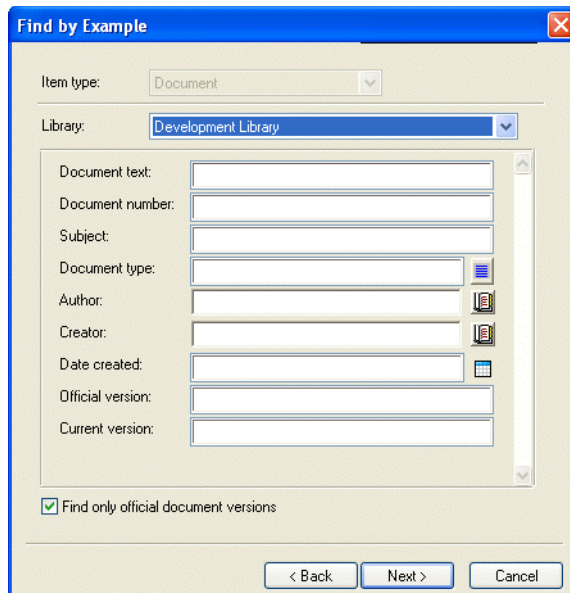 Find by Example
Item type: Document
Library: Development Library
Document text:
Document number:
Subject:
Document type:
Author:
Creator:
Date created:
Official version:
Current version:
Find only official document versions
< Back Next > Cancel